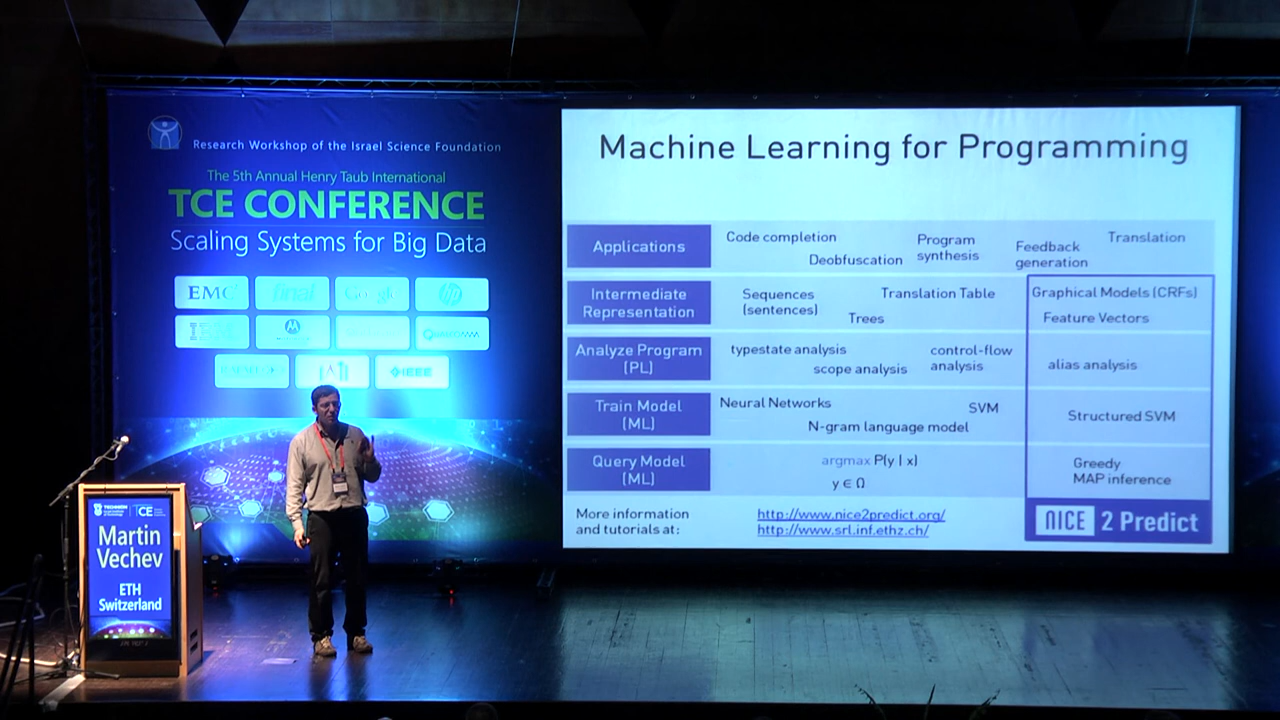 Research Workshop of the Israel Science Foundation
The 5th Annual Henry Taub International
TCE CONFERENCE
Scaling Systems for Big Data
EMC
final
Google
hp
IBM
QUALCOMM
IEEE
TECHNION
TCE
Martin
Vechev
ETH
Switzerland
Machine Learning for Programming
Applications
Code completion
Deobfuscation
Program
synthesis
Feedback
generation
Translation
Intermediate
Representation
Sequences
(sentences)
Trees
Translation Table
Graphical Models (CRFs)
Feature Vectors
Analyze Program
(PL)
typestate analysis
scope analysis
control-flow
analysis
alias analysis
Train Model
(ML)
Neural Networks
N-gram language model
SVM
Structured SVM
Query Model
(ML)
argmax P(y | x)
y ∈ Ω
Greedy
MAP inference
More information
and tutorials at:
http://www.nice2predict.org/
http://www.srl.inf.ethz.ch/
NICE 2 Predict